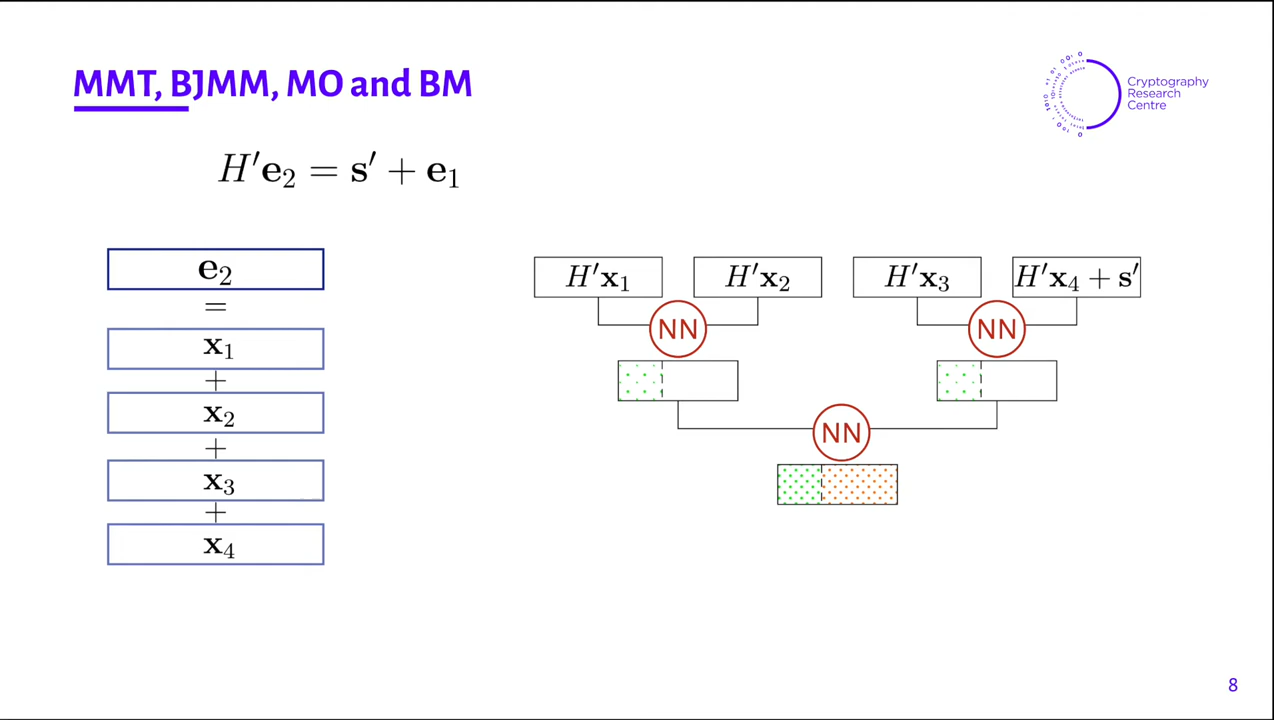 MMT, BJMM, MO and BM
Cryptography
Research
Centre
H′e₂ = s′ + e₁
e₂
=
x₁
+
x₂
+
x₃
+
x₄
H′x₁ H′x₂ H′x₃ H′x₄ + s′
NN NN
NN
8